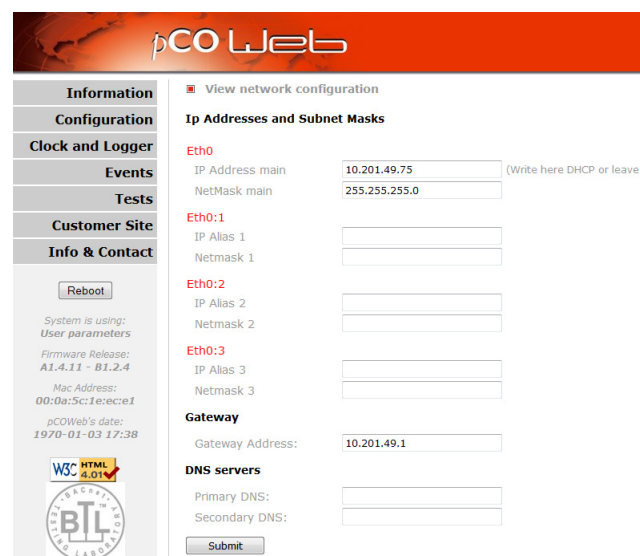 pCO Web
Information
Configuration
Clock and Logger
Events
Tests
Customer Site
Info & Contact
Reboot
System is using:
User parameters
Firmware Release:
A1.4.11 - B1.2.4
Mac Address:
00:0a:5c:1e:ec:e1
pCOWeb's date:
1970-01-03 17:38
W3C HTML 4.01
BACnet TESTING LABORATORY
BTL
TM
View network configuration
Ip Addresses and Subnet Masks
Eth0
IP Address main 10.201.49.75 (Write here DHCP or leave
NetMask main 255.255.255.0
Eth0:1
IP Alias 1
Netmask 1
Eth0:2
IP Alias 2
Netmask 2
Eth0:3
IP Alias 3
Netmask 3
Gateway
Gateway Address: 10.201.49.1
DNS servers
Primary DNS:
Secondary DNS:
Submit